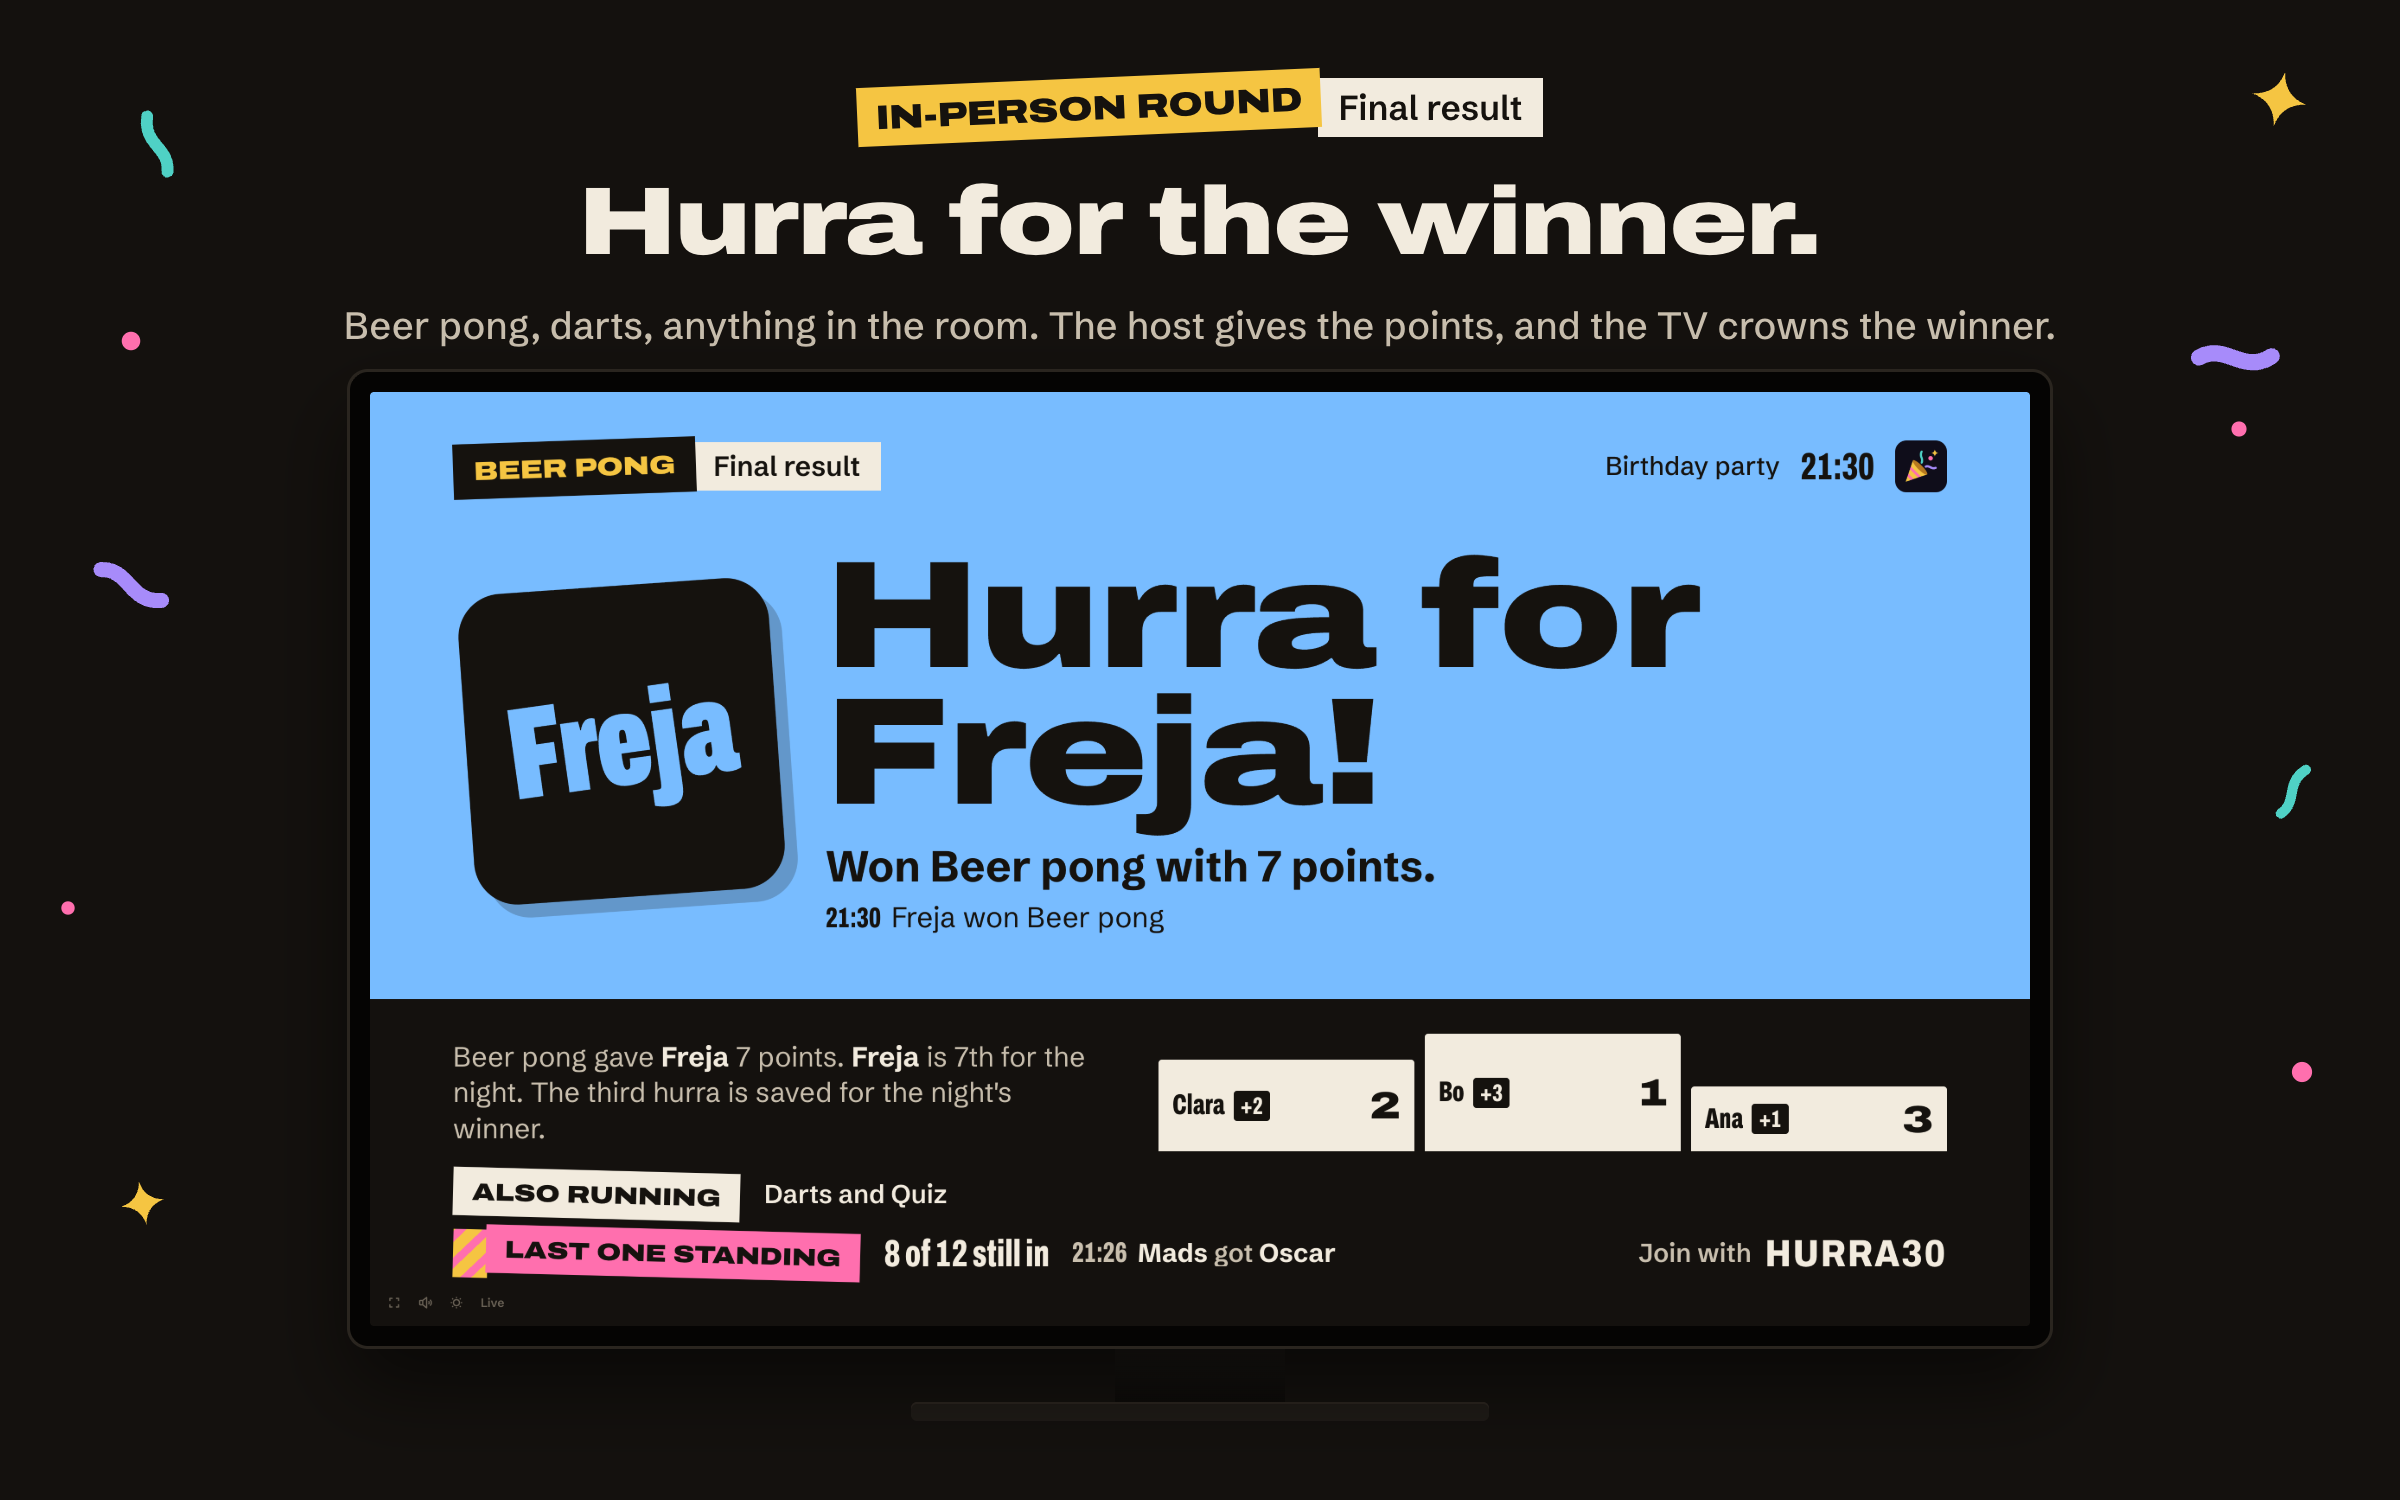 IN-PERSON ROUND Final result
Hurra for the winner.
Beer pong, darts, anything in the room. The host gives the points, and the TV crowns the winner.
BEER PONG Final result
Birthday party 21:30
Freja
Hurra for
Freja!
Won Beer pong with 7 points.
21:30 Freja won Beer pong
Beer pong gave Freja 7 points. Freja is 7th for the
night. The third hurra is saved for the night's
winner.
Clara +2 2
Bo +3 1
Ana +1 3
ALSO RUNNING Darts and Quiz
LAST ONE STANDING 8 of 12 still in 21:26 Mads got Oscar
Join with HURRA30
Live